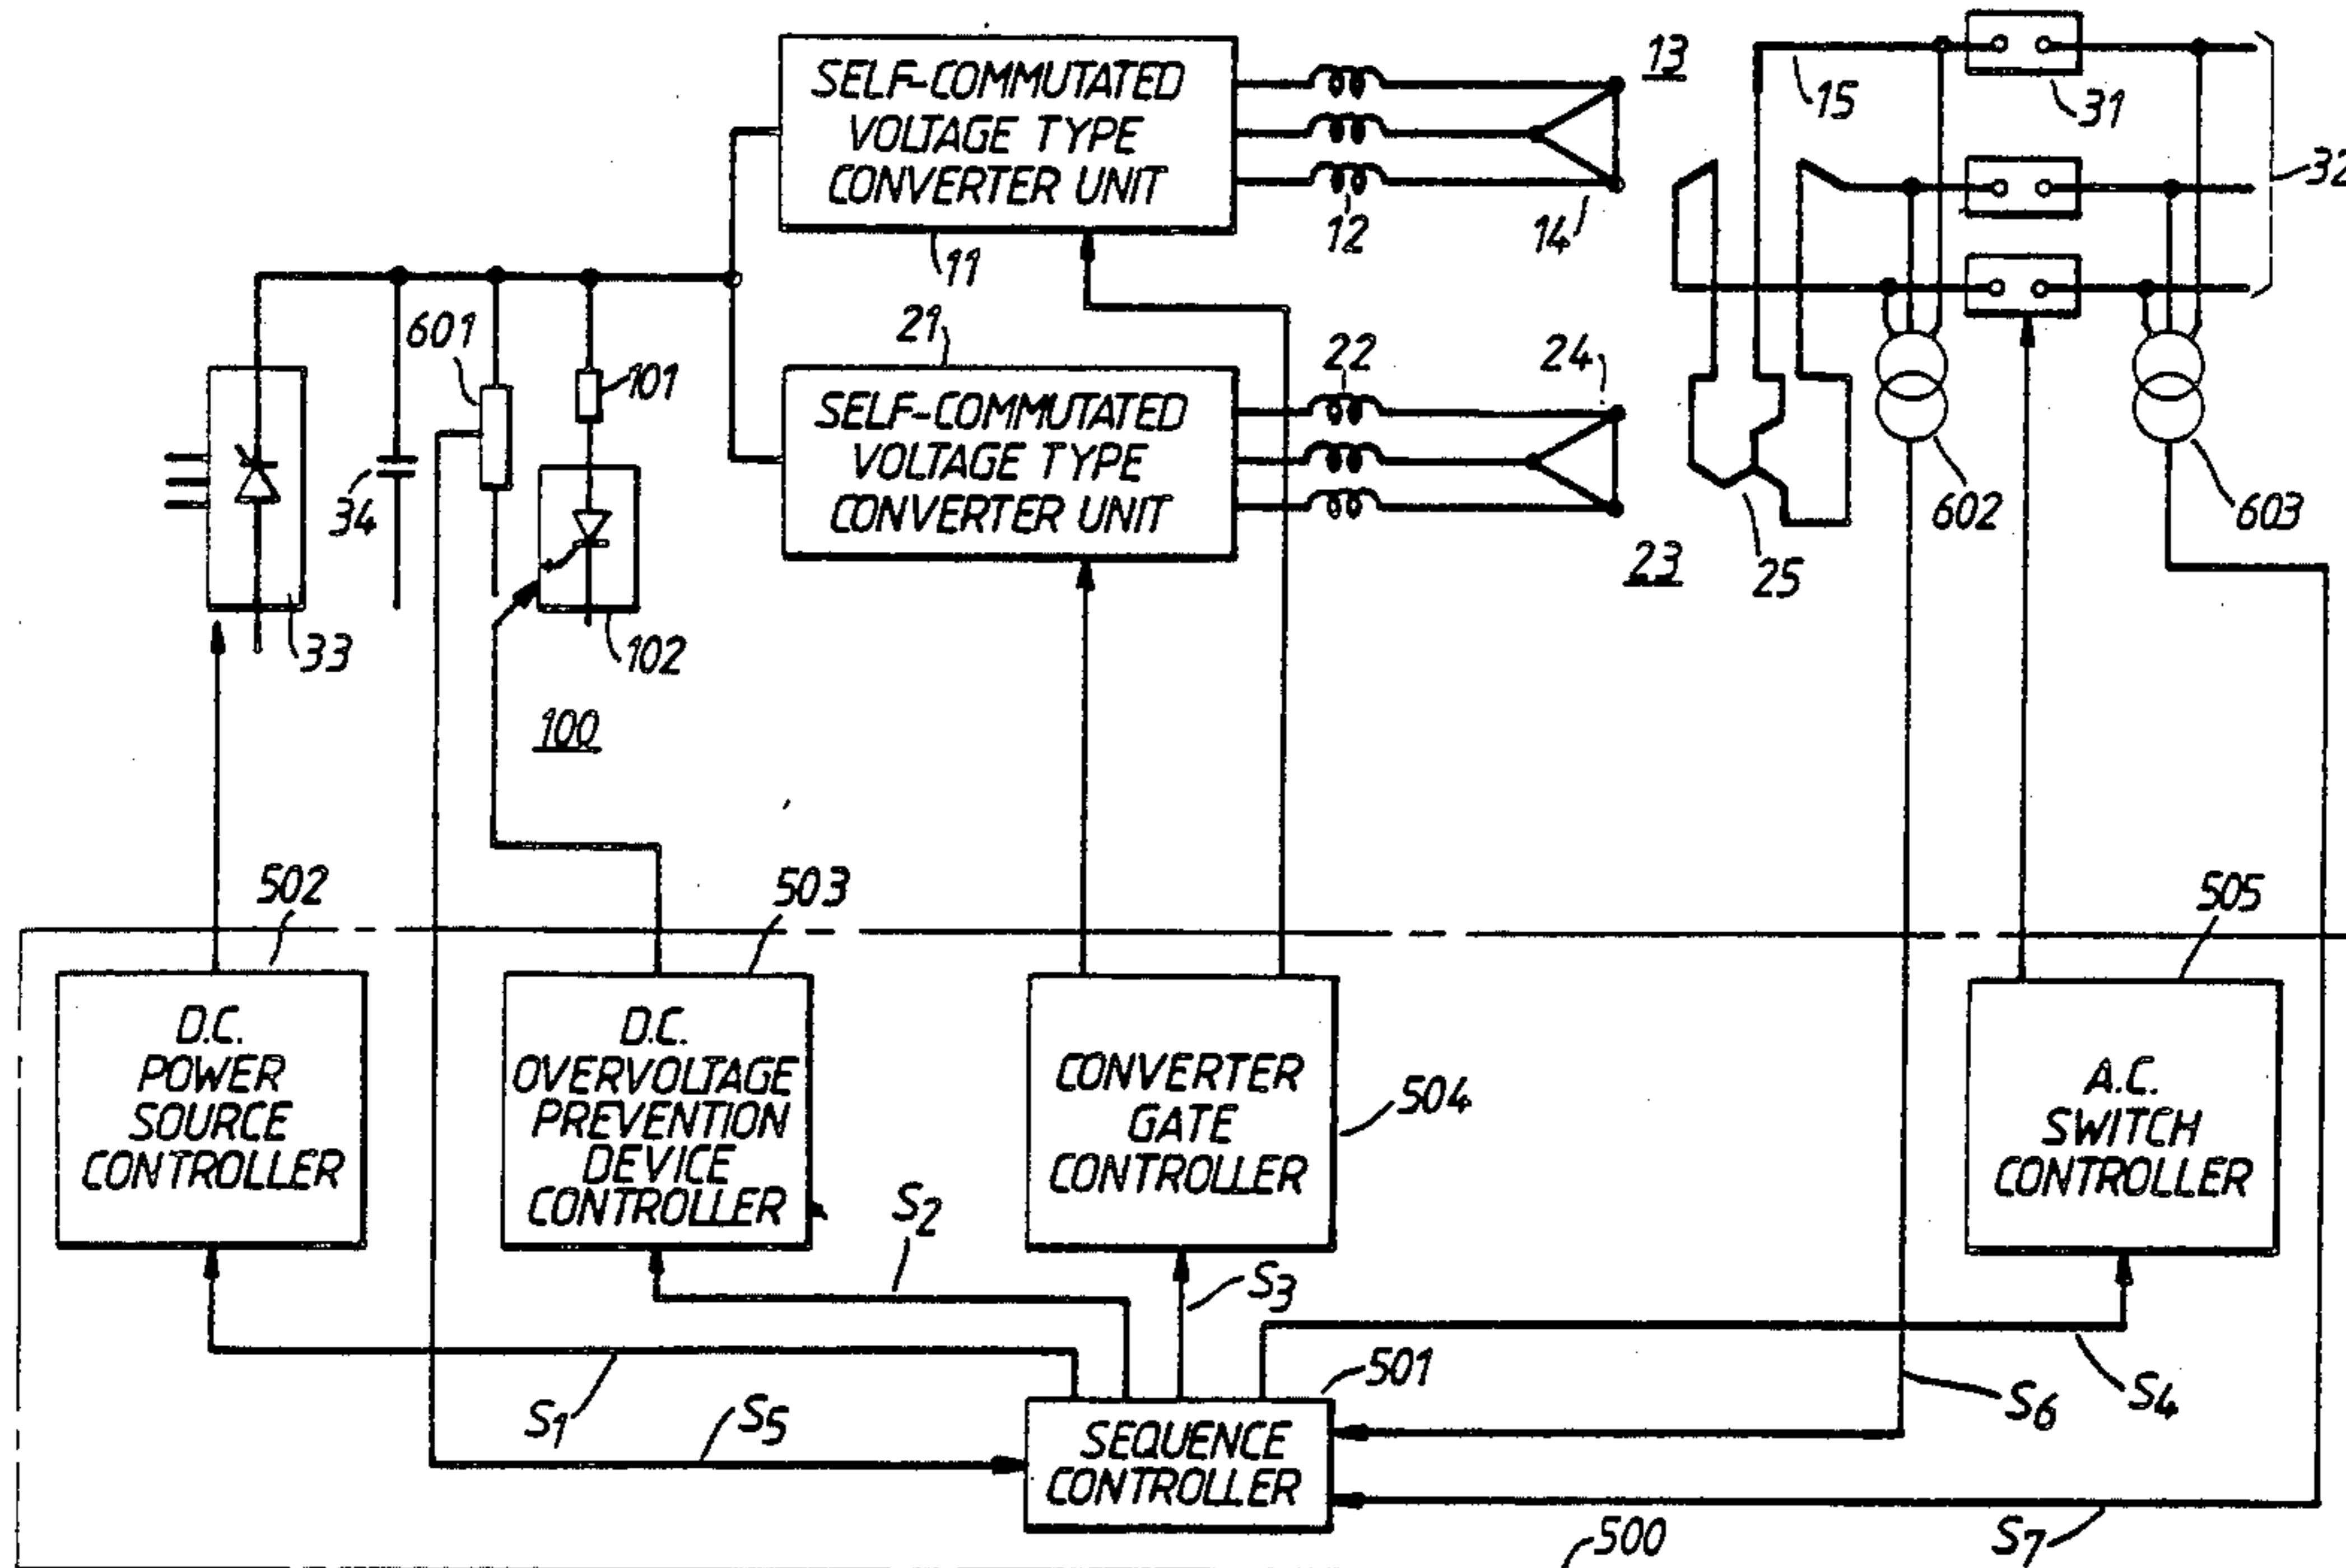 SELF-COMMUTATED
VOLTAGE TYPE
CONVERTER UNIT
11
12
13
14
15
31
32
SELF-COMMUTATED
VOLTAGE TYPE
CONVERTER UNIT
21
22
23
24
25
601
101
34
33
102
100
602
603
502
503
504
505
D.C.
POWER
SOURCE
CONTROLLER
D.C.
OVERVOLTAGE
PREVENTION
DEVICE
CONTROLLER
CONVERTER
GATE
CONTROLLER
A.C.
SWITCH
CONTROLLER
S2
S3
S1
S5
501
S6
S4
SEQUENCE
CONTROLLER
S7
500